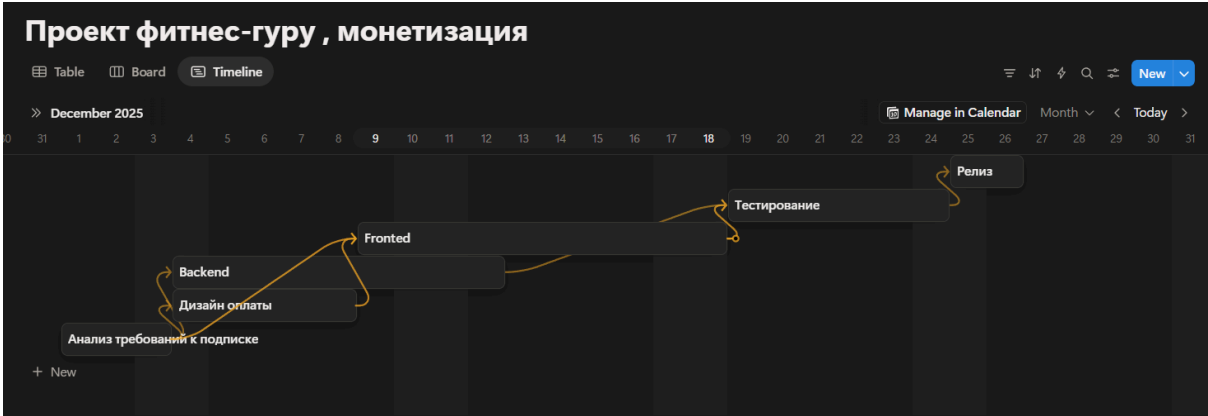 Проект фитнес-гуру , монетизация
Table Board Timeline
New
December 2025
Manage in Calendar Month Today
30 31 1 2 3 4 5 6 7 8 9 10 11 12 13 14 15 16 17 18 19 20 21 22 23 24 25 26 27 28 29 30 31
Релиз
Тестирование
Fronted
Backend
Дизайн оплаты
Анализ требований к подписке
+ New